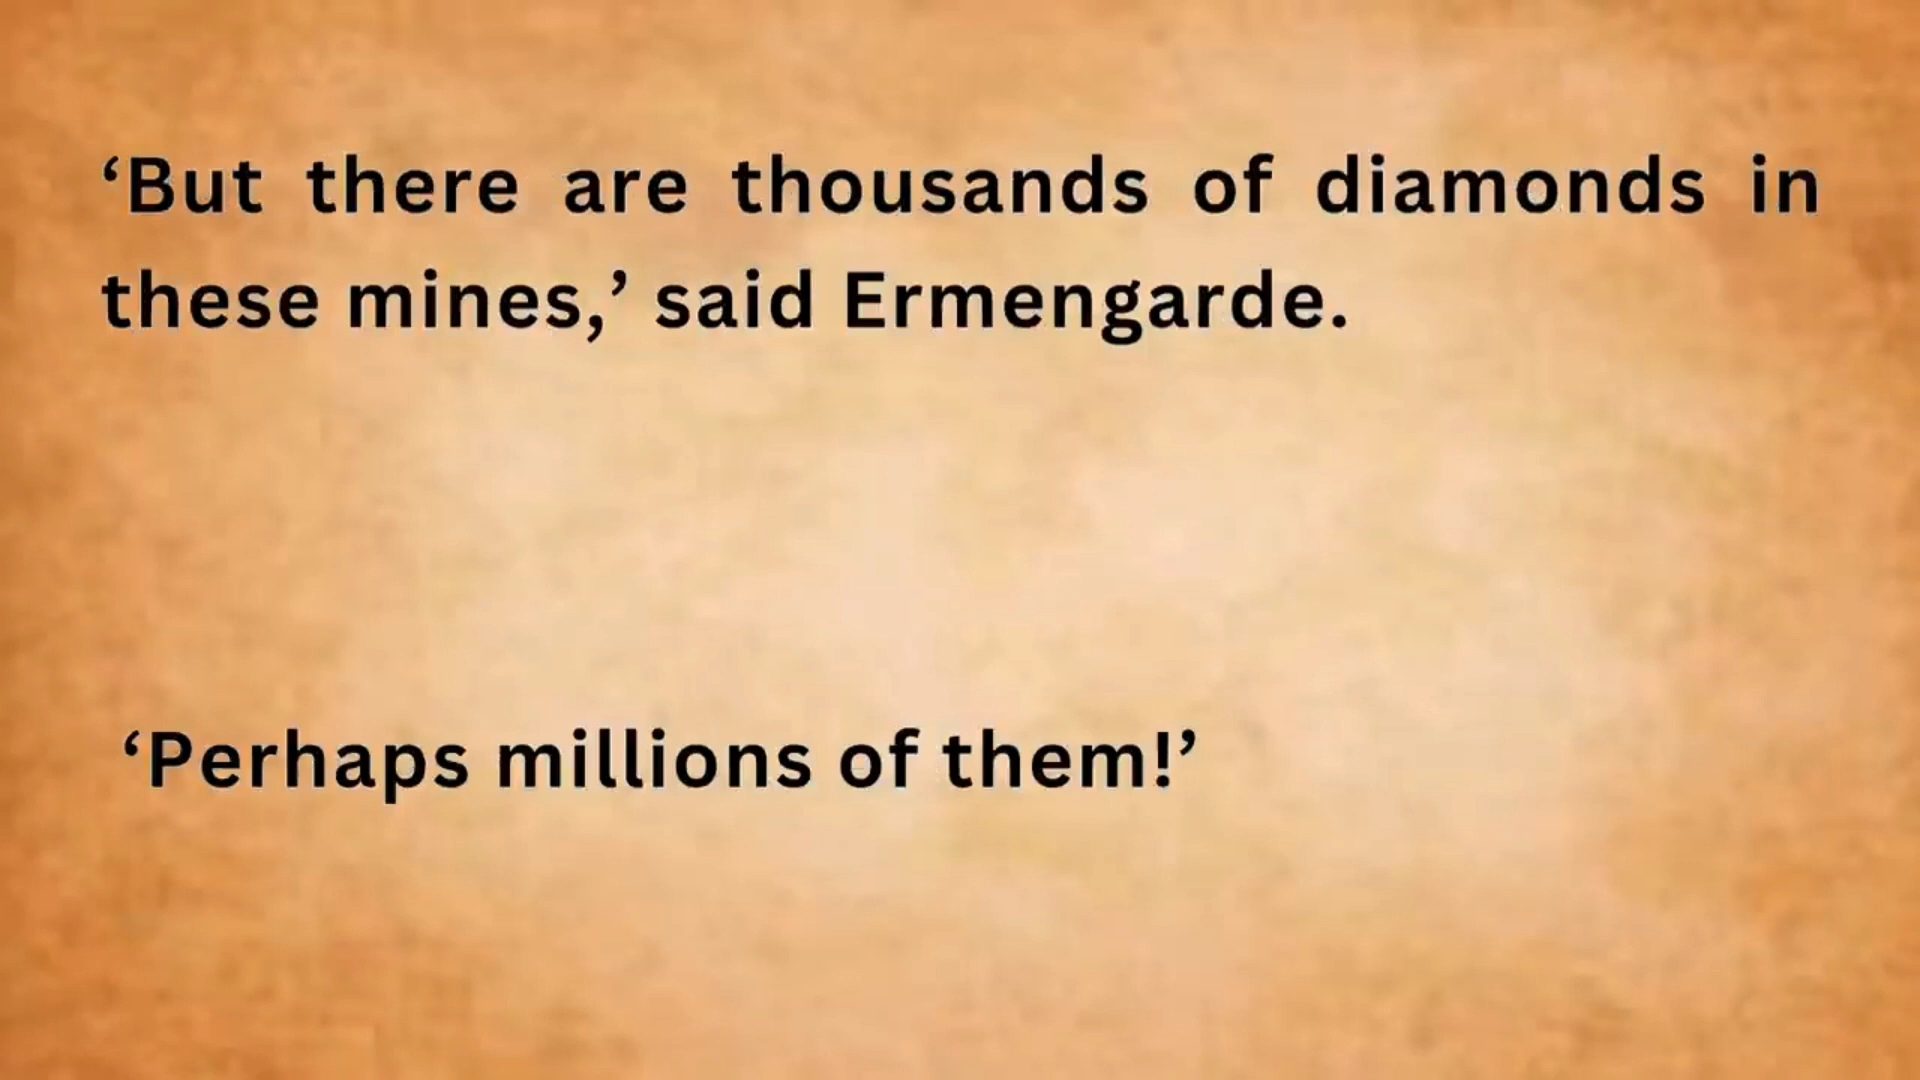 ‘But there are thousands of diamonds in
these mines,’ said Ermengarde.
‘Perhaps millions of them!’